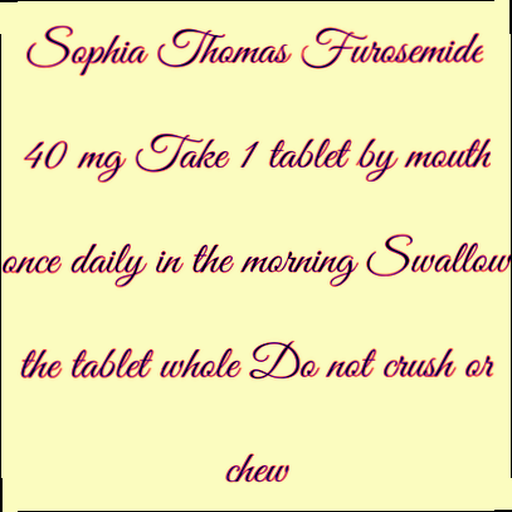 Sophia Thomas Furosemide
40 mg Take 1 tablet by mouth
once daily in the morning Swallow
the tablet whole Do not crush or
chew